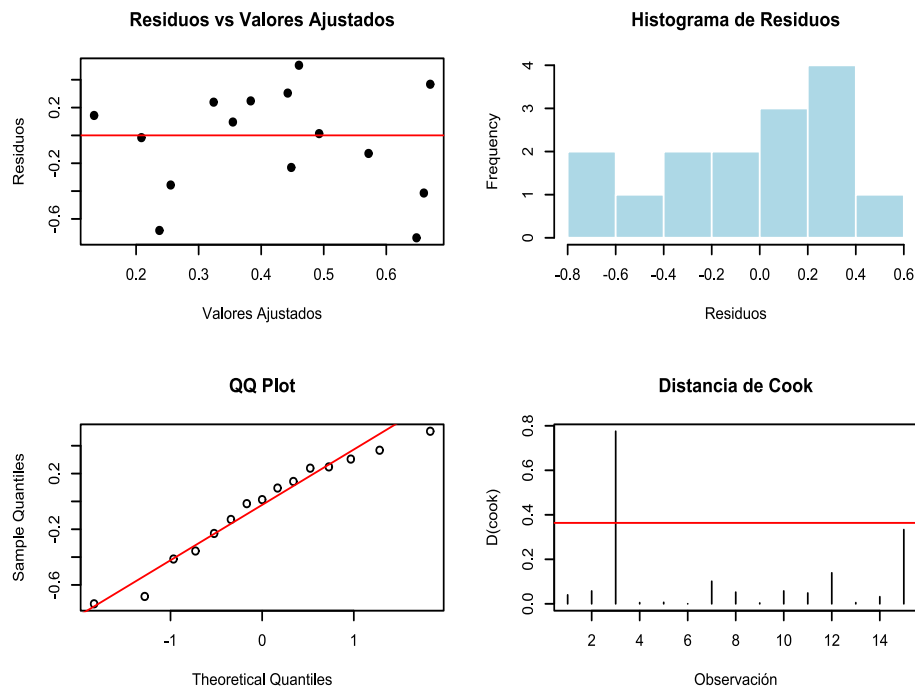 Residuos vs Valores Ajustados
Residuos
-0.6 -0.2 0.2
0.2 0.3 0.4 0.5 0.6
Valores Ajustados
Histograma de Residuos
Frequency
0 1 2 3 4
-0.8 -0.6 -0.4 -0.2 0.0 0.2 0.4 0.6
Residuos
QQ Plot
Sample Quantiles
-0.6 -0.2 0.2
-1 0 1
Theoretical Quantiles
Distancia de Cook
D(cook)
0.0 0.2 0.4 0.6 0.8
2 4 6 8 10 12 14
Observación